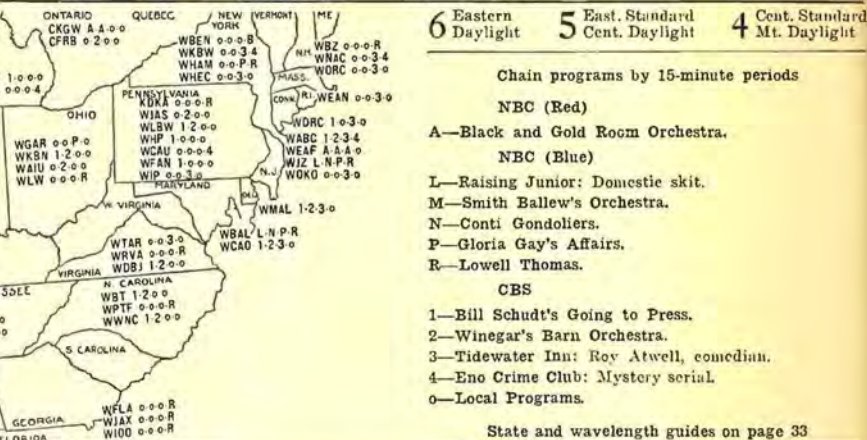 ONTARIO
CKGW A-A-o-o
CFRB o-2-o-o
QUEBEC
NEW YORK
WBEN o-o-o-B
WKBW o-o-3-4
WHAM o-o-P-R
WHEC o-o-3-o
VERMONT
ME
N.H.
WBZ o-o-o-R
WNAC o-o-3-4
WORC o-o-3-o
MASS.
CONN
R.I.
WEAN o-o-3-o
1-o-o-o
o-o-o-4
OHIO
WGAR o-o-P-o
WKBN 1-2-o-o
WAIU o-2-o-o
WLW o-o-o-R
PENNSYLVANIA
KDKA o-o-o-R
WJAS o-2-o-o
WLBW 1-2-o-o
WHP 1-o-o-o
WCAU o-o-o-4
WFAN 1-o-o-o
WIP o-o-3-o
WDRC 1-o-3-o
WABC 1-2-3-4
WEAF A-A-A-o
WJZ L-N-P-R
WOKO o-o-3-o
N.J.
MARYLAND
DEL
WMAL 1-2-3-o
WBAL L-N-P-R
WCAO 1-2-3-o
W. VIRGINIA
WTAR o-o-3-o
WRVA o-o-o-R
WDBJ 1-2-o-o
VIRGINIA
SSEE
o
o
N. CAROLINA
WBT 1-2-o-o
WPTF o-o-o-R
WWNC 1-2-o-o
S. CAROLINA
GEORGIA
FLORIDA
WFLA o-o-o-R
WJAX o-o-o-R
WIOD o-o-o-R
6 Eastern Daylight
5 East. Standard Cent. Daylight
4 Cent. Standard Mt. Daylight
Chain programs by 15-minute periods
NBC (Red)
A—Black and Gold Room Orchestra.
NBC (Blue)
L—Raising Junior: Domestic skit.
M—Smith Ballew's Orchestra.
N—Conti Gondoliers.
P—Gloria Gay's Affairs.
R—Lowell Thomas.
CBS
1—Bill Schudt's Going to Press.
2—Winegar's Barn Orchestra.
3—Tidewater Inn: Roy Atwell, comedian.
4—Eno Crime Club: Mystery serial.
o—Local Programs.
State and wavelength guides on page 33